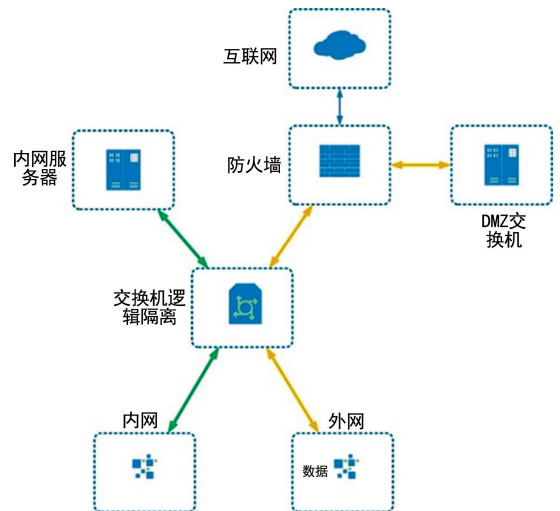 互联网
内网服
务器
防火墙
DMZ交
换机
交换机逻
辑隔离
内网
外网
数据